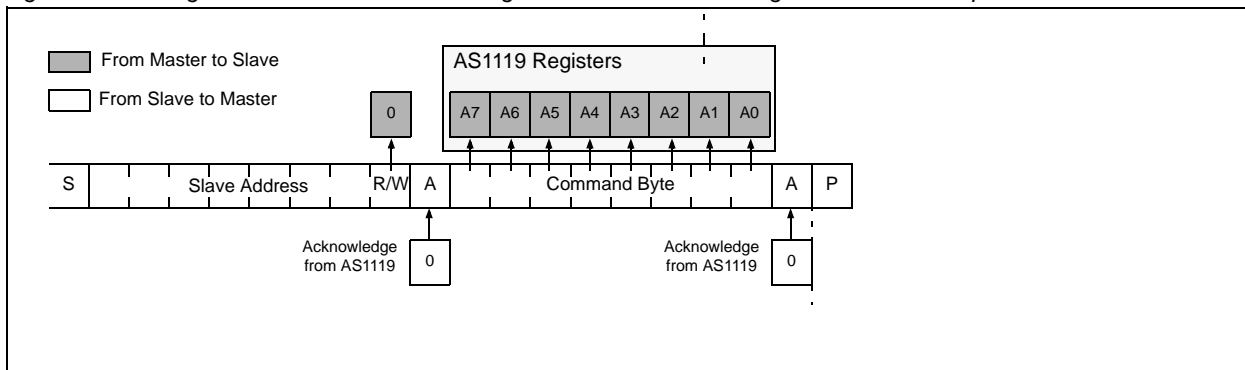 From Master to Slave
AS1119 Registers
From Slave to Master
0 A7 A6 A5 A4 A3 A2 A1 A0
S Slave Address R/W A Command Byte A P
Acknowledge
from AS1119
0
Acknowledge
from AS1119
0